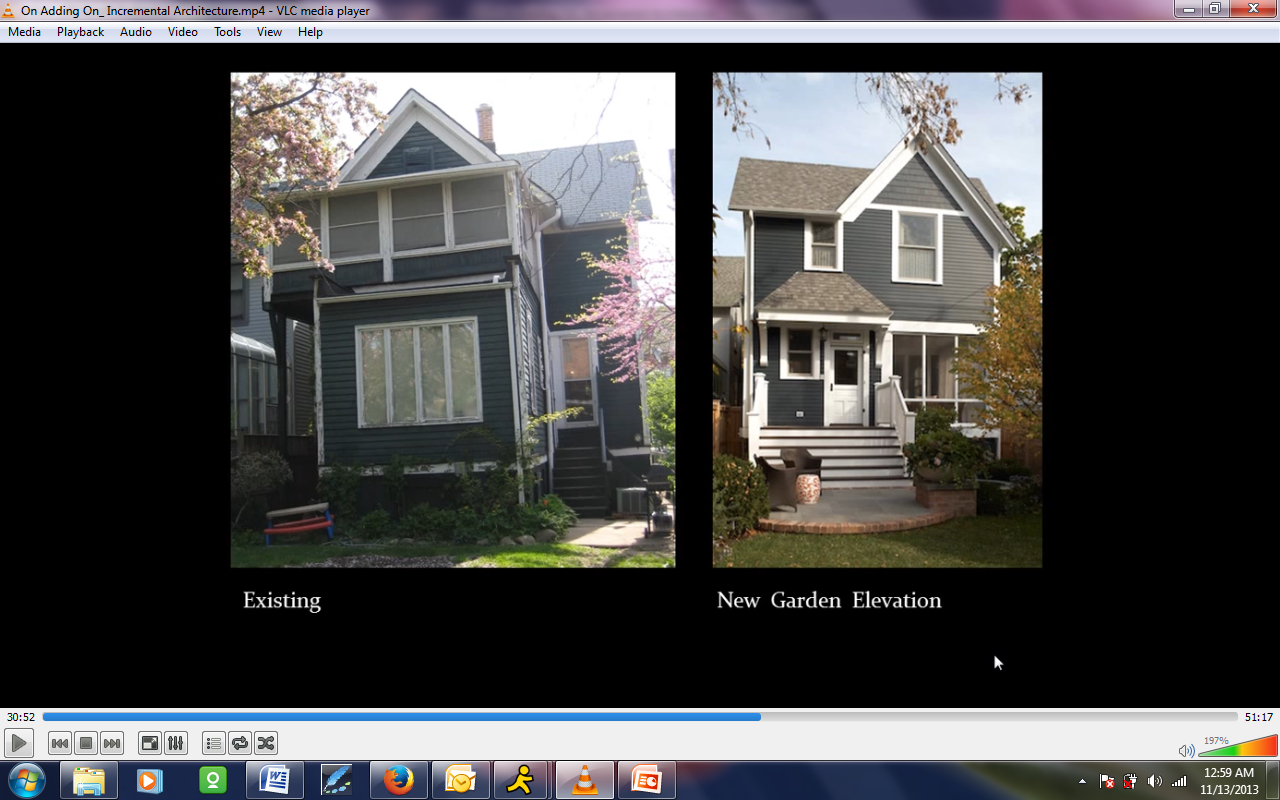 On Adding On_ Incremental Architecture.mp4 - VLC media player
Media Playback Audio Video Tools View Help
Existing
New Garden Elevation
30:52
51:17
197%
12:59 AM
11/13/2013